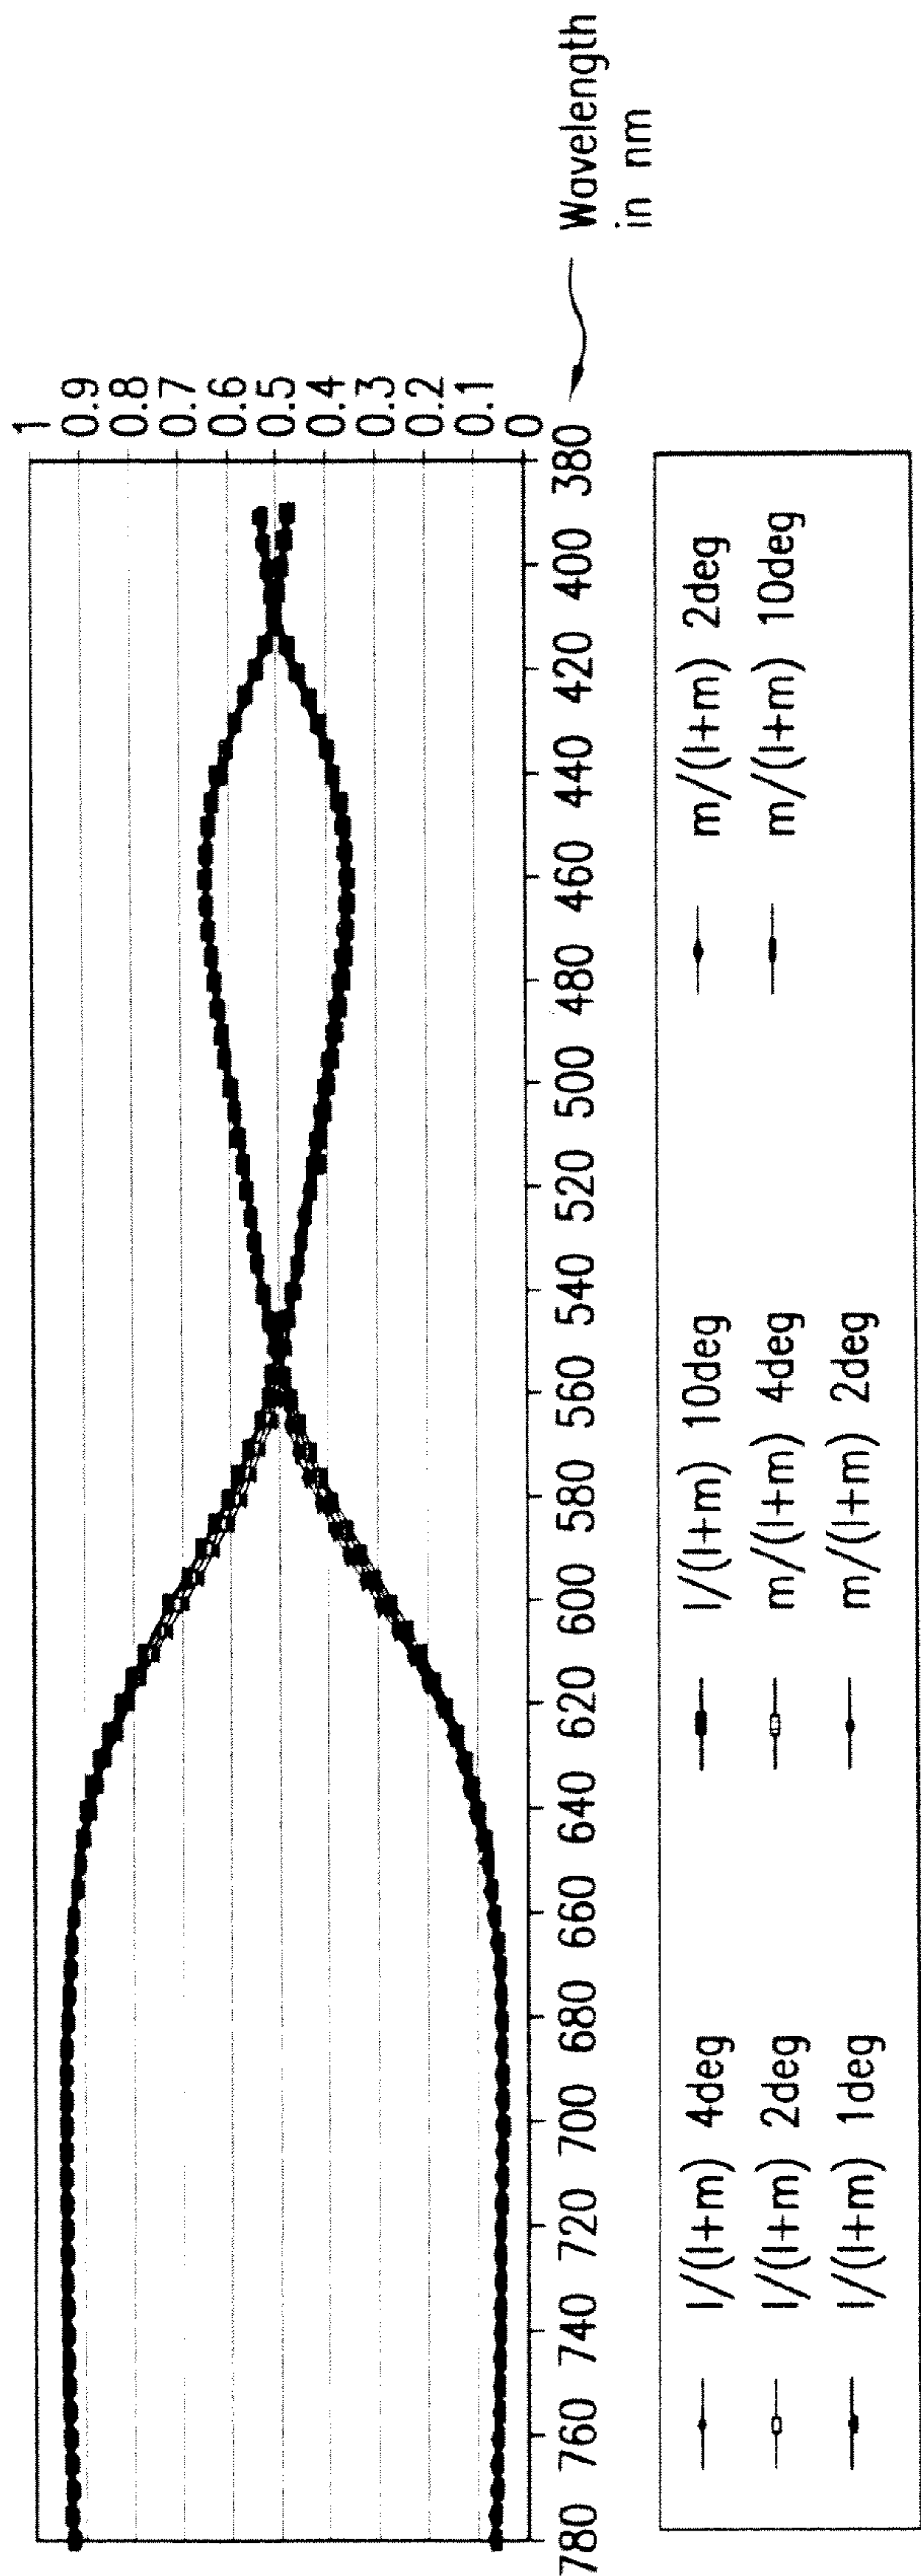 1
0.9
0.8
0.7
0.6
0.5
0.4
0.3
0.2
0.1
0
780 760 740 720 700 680 660 640 620 600 580 560 540 520 500 480 460 440 420 400 380
Wavelength
in nm
l/(l+m) 4deg
l/(l+m) 10deg
m/(l+m) 2deg
l/(l+m) 2deg
m/(l+m) 4deg
m/(l+m) 10deg
l/(l+m) 1deg
m/(l+m) 2deg